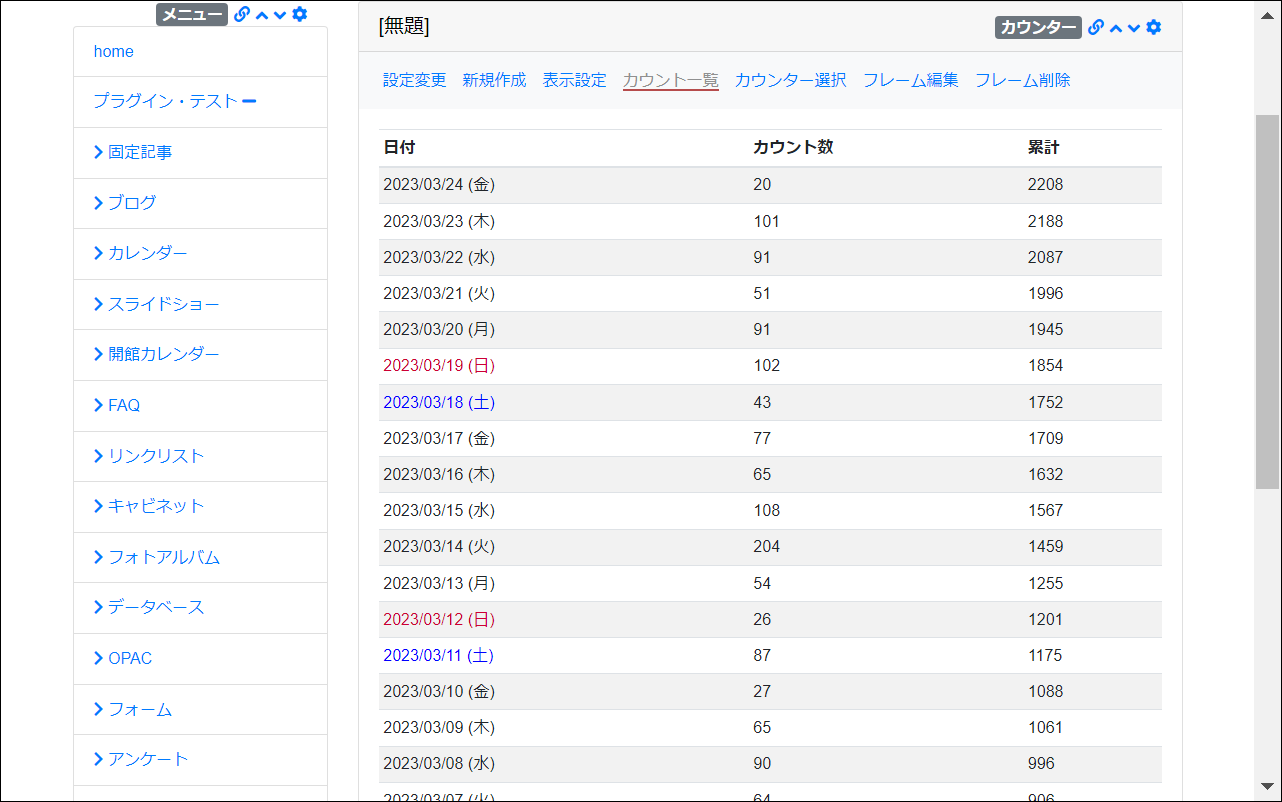 メニュー
home
プラグイン・テスト
固定記事
ブログ
カレンダー
スライドショー
開館カレンダー
FAQ
リンクリスト
キャビネット
フォトアルバム
データベース
OPAC
フォーム
アンケート
[無題]
カウンター
設定変更 新規作成 表示設定 カウント一覧 カウンター選択 フレーム編集 フレーム削除
日付 カウント数 累計
2023/03/24 (金) 20 2208
2023/03/23 (木) 101 2188
2023/03/22 (水) 91 2087
2023/03/21 (火) 51 1996
2023/03/20 (月) 91 1945
2023/03/19 (日) 102 1854
2023/03/18 (土) 43 1752
2023/03/17 (金) 77 1709
2023/03/16 (木) 65 1632
2023/03/15 (水) 108 1567
2023/03/14 (火) 204 1459
2023/03/13 (月) 54 1255
2023/03/12 (日) 26 1201
2023/03/11 (土) 87 1175
2023/03/10 (金) 27 1088
2023/03/09 (木) 65 1061
2023/03/08 (水) 90 996
2023/03/07 (火) 64 906